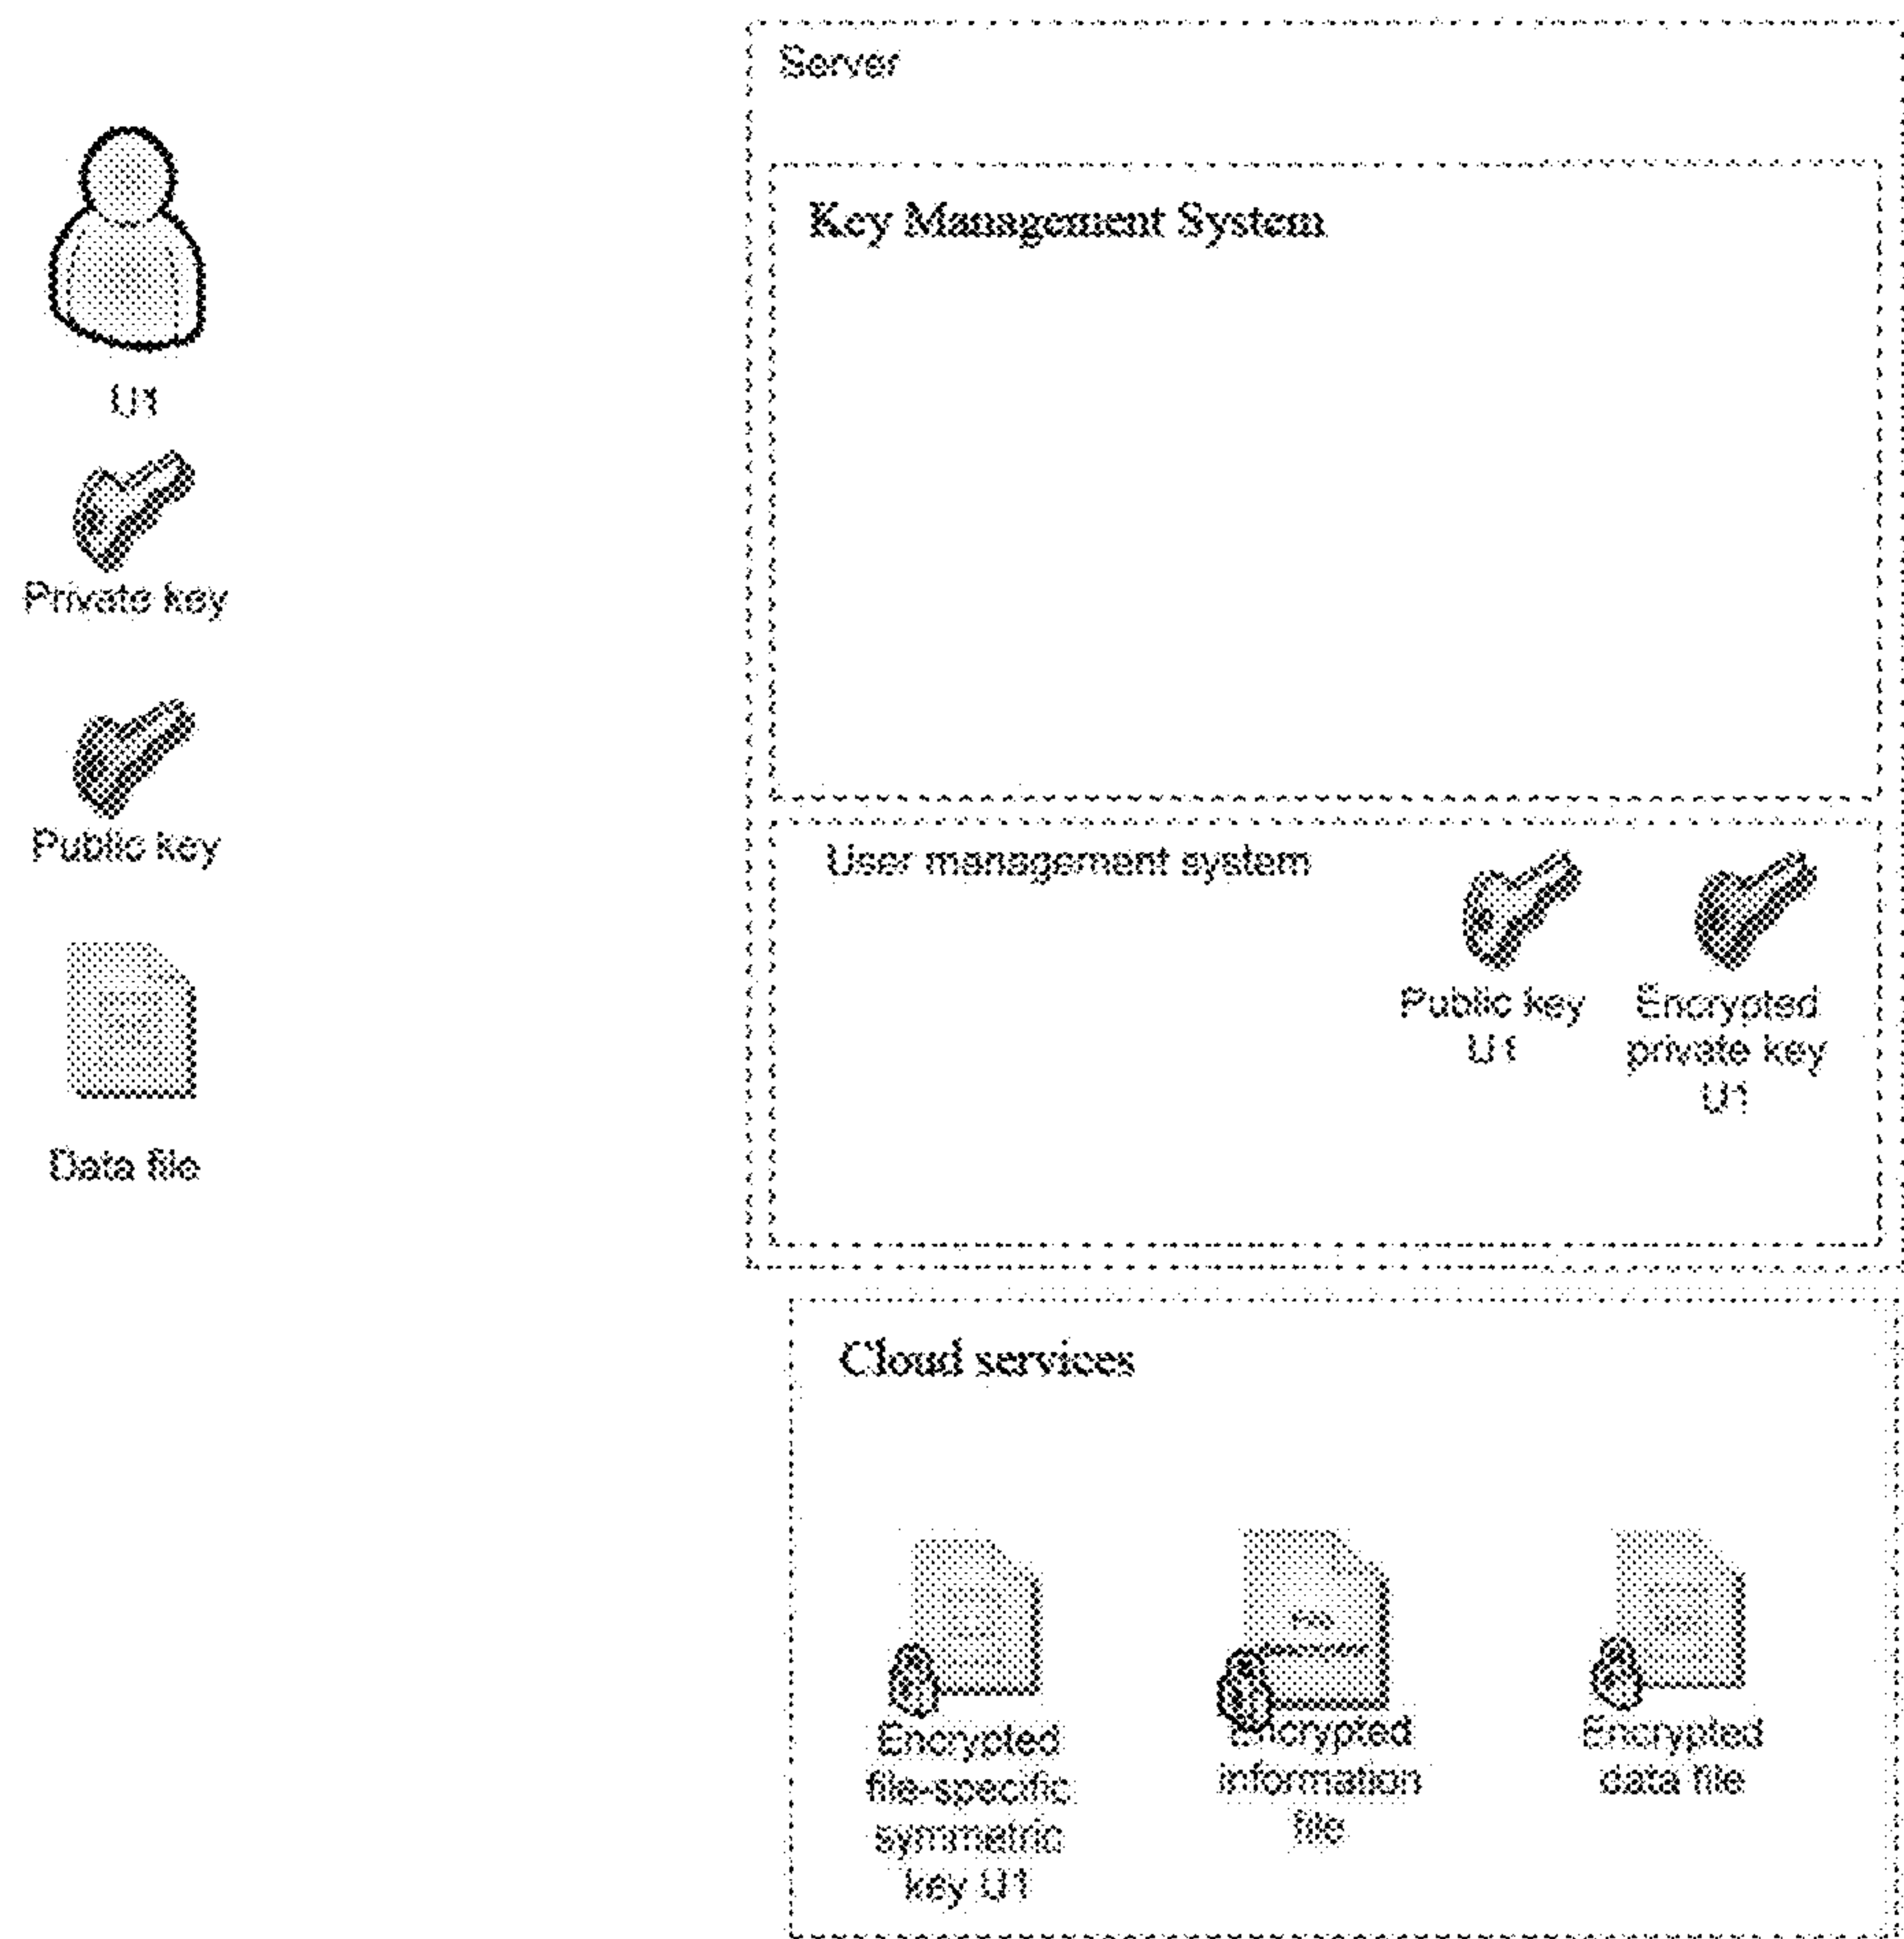 Server
Key Management System
U1
Private key
Public key
User management system
Public key
U1
Encrypted
private key
U1
Data file
Cloud services
Encrypted
file-specific
symmetric
key U1
Encrypted
information
file
Encrypted
data file